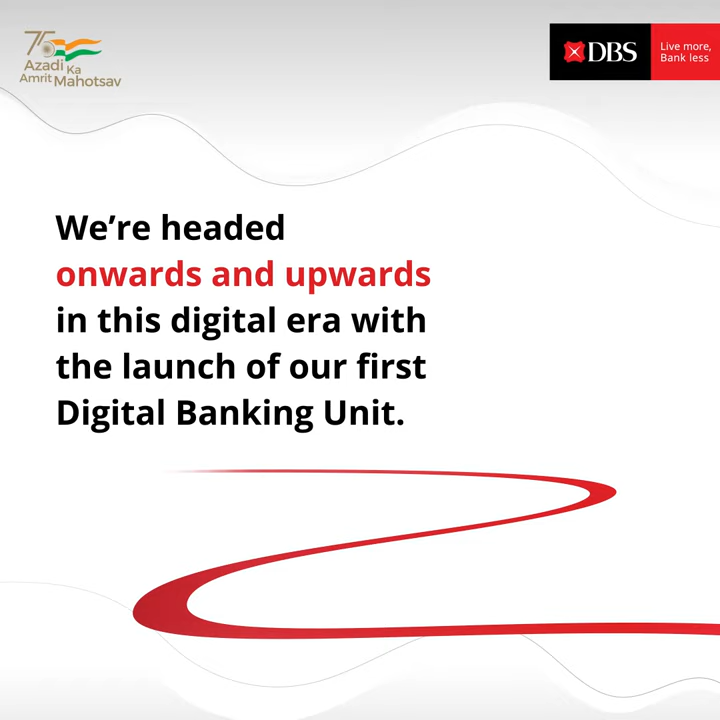 75
Azadi Ka
Amrit Mahotsav
DBS
Live more,
Bank less
We’re headed
onwards and upwards
in this digital era with
the launch of our first
Digital Banking Unit.